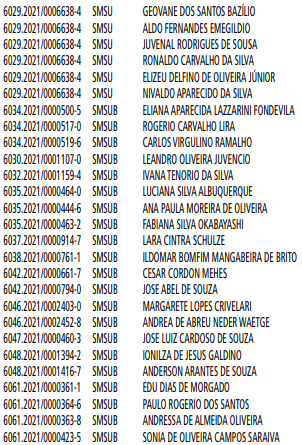 6029.2021/0006638-4 SMSU GEOVANE DOS SANTOS BAZÍLIO
6029.2021/0006638-4 SMSU ALDO FERNANDES EMEGILDIO
6029.2021/0006638-4 SMSU JUVENAL RODRIGUES DE SOUSA
6029.2021/0006638-4 SMSU RONALDO CARVALHO DA SILVA
6029.2021/0006638-4 SMSU ELIZEU DELFINO DE OLIVEIRA JÚNIOR
6029.2021/0006638-4 SMSU NIVALDO APARECIDO DA SILVA
6034.2021/0000500-5 SMSUB ELIANA APARECIDA LAZZARINI FONDEVILA
6034.2021/0000517-0 SMSUB ROGERIO CARVALHO LIRA
6034.2021/0000519-6 SMSUB CARLOS VIRGULINO RAMALHO
6030.2021/0001107-0 SMSUB LEANDRO OLIVEIRA JUVENCIO
6032.2021/0001159-4 SMSUB IVANA TENORIO DA SILVA
6035.2021/0000464-0 SMSUB LUCIANA SILVA ALBUQUERQUE
6035.2021/0000444-6 SMSUB ANA PAULA MOREIRA DE OLIVEIRA
6035.2021/0000463-2 SMSUB FABIANA SILVA OKABAYASHI
6037.2021/0000914-7 SMSUB LARA CINTRA SCHULZE
6038.2021/0000761-1 SMSUB ILDOMAR BOMFIM MANGABEIRA DE BRITO
6042.2021/0000661-7 SMSUB CESAR CORDON MEHES
6042.2021/0000794-0 SMSUB JOSE ABEL DE SOUZA
6046.2021/0002403-0 SMSUB MARGARETE LOPES CRIVELARI
6046.2021/0002452-8 SMSUB ANDREA DE ABREU NEDER WAETGE
6047.2021/0000460-3 SMSUB JOSE LUIZ CARDOSO DE SOUZA
6048.2021/0001394-2 SMSUB IONILZA DE JESUS GALDINO
6048.2021/0001416-7 SMSUB ANDERSON ARANTES DE SOUZA
6061.2021/0000361-1 SMSUB EDU DIAS DE MORGADO
6061.2021/0000364-6 SMSUB PAULO ROGERIO DOS SANTOS
6061.2021/0000363-8 SMSUB ANDRESSA DE ALMEIDA OLIVEIRA
6061.2021/0000423-5 SMSUB SONIA DE OLIVEIRA CAMPOS SARAIVA